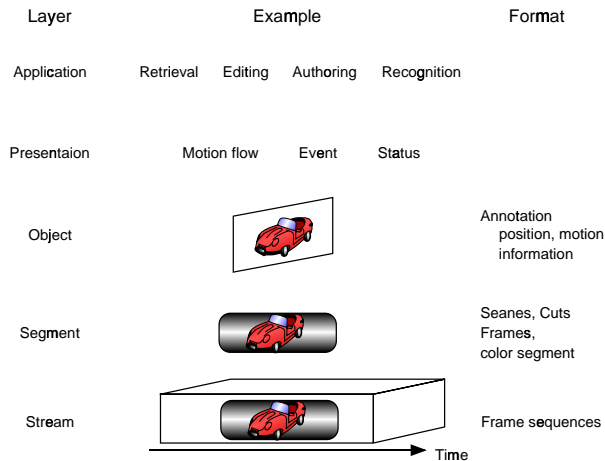 Layer Example Format
Application Retrieval Editing Authoring Recognition
Presentaion Motion flow Event Status
Object
Annotation
position, motion
information
Segment
Seanes, Cuts
Frames,
color segment
Stream
Frame sequences
Time